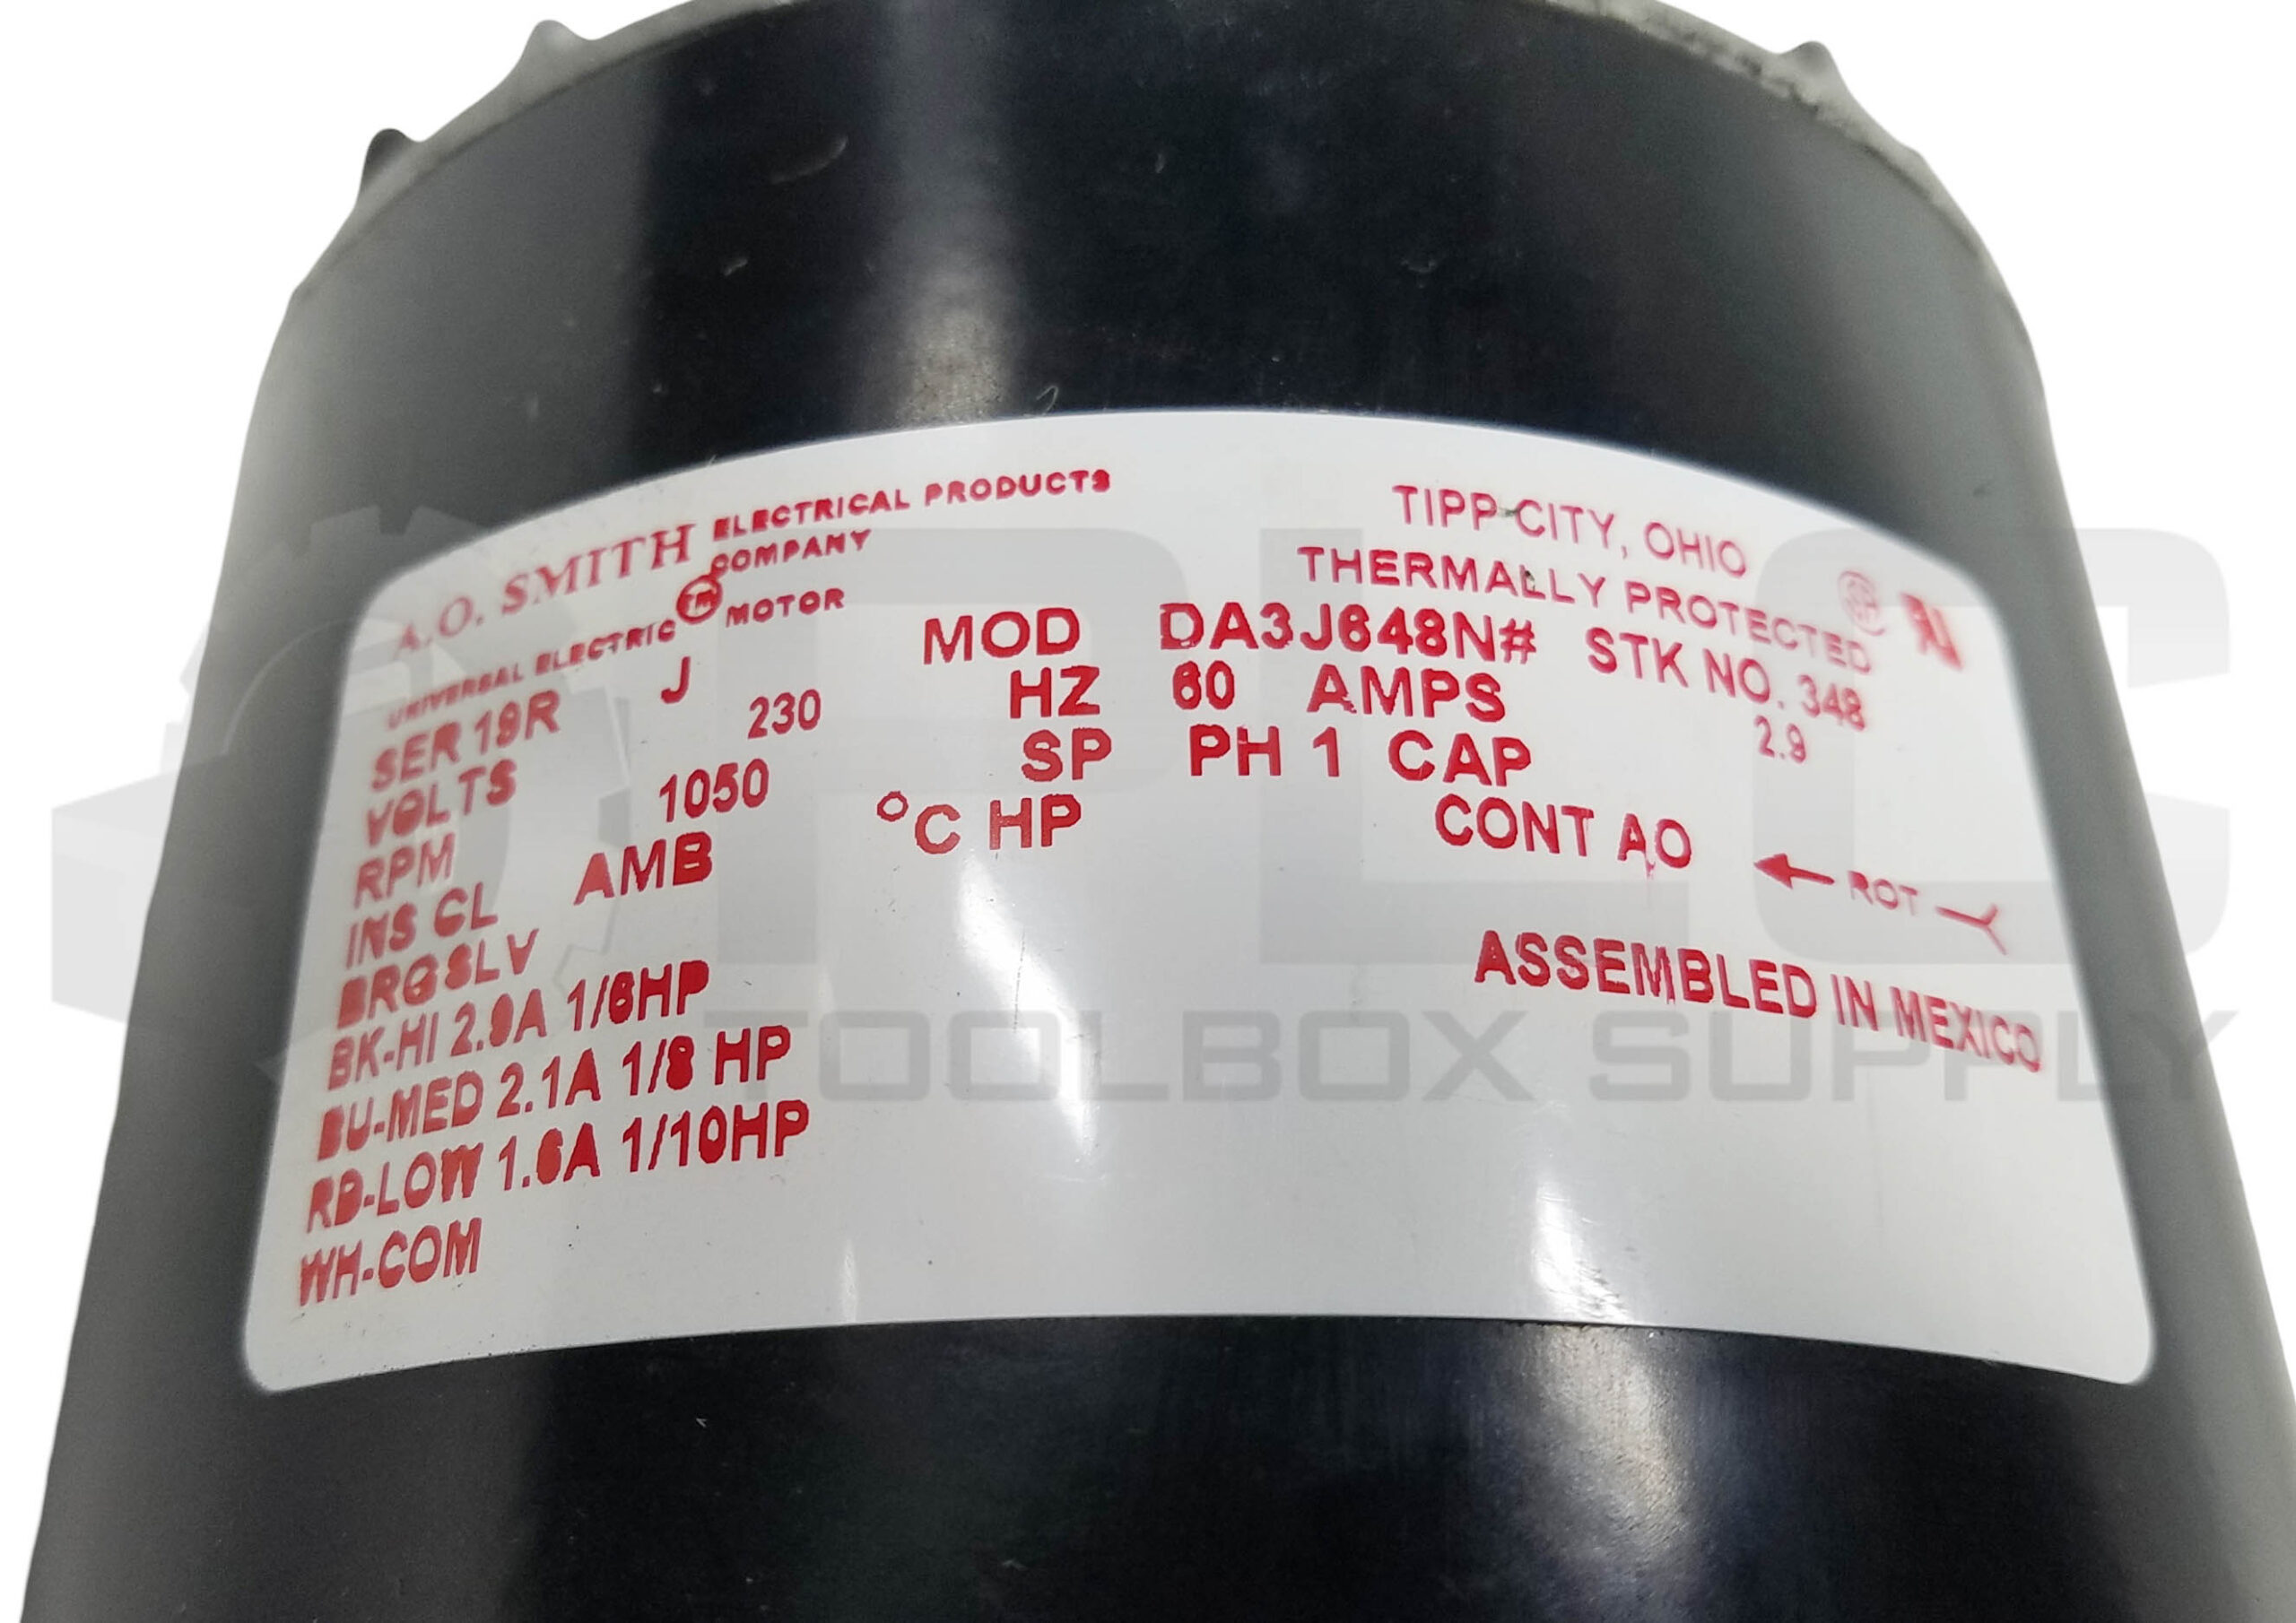 A.O. SMITH ELECTRICAL PRODUCTS COMPANY
TIPP CITY, OHIO
UNIVERSAL ELECTRIC TM MOTOR
THERMALLY PROTECTED
SER 19R J MOD DA3J648N# STK NO. 348
VOLTS 230 HZ 60 AMPS 2.9
RPM 1050 SP PH 1 CAP
INS CL AMB °C HP CONT AO
BRGSLV
ROT
BK-HI 2.9A 1/6HP
ASSEMBLED IN MEXICO
BU-MED 2.1A 1/8 HP
RD-LOW 1.6A 1/10HP
WH-COM
PLC
TOOLBOX SUPPLY